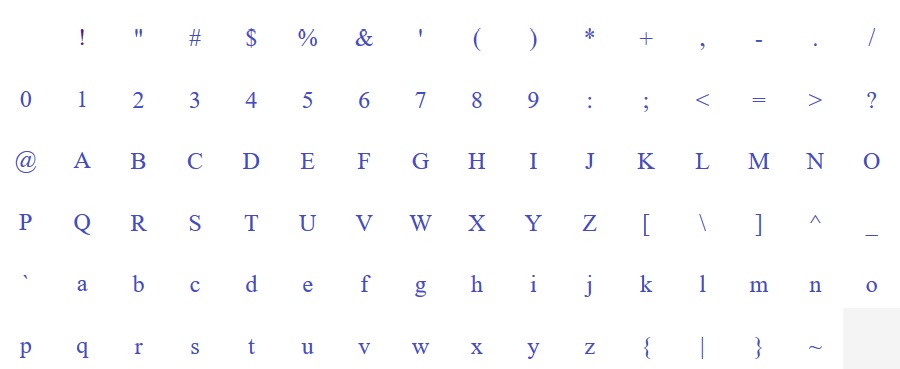 ! " # $ % & ' ( ) * + , - . /
0 1 2 3 4 5 6 7 8 9 : ; < = > ?
@ A B C D E F G H I J K L M N O
P Q R S T U V W X Y Z [ \ ] ^ _
` a b c d e f g h i j k l m n o
p q r s t u v w x y z { | } ~